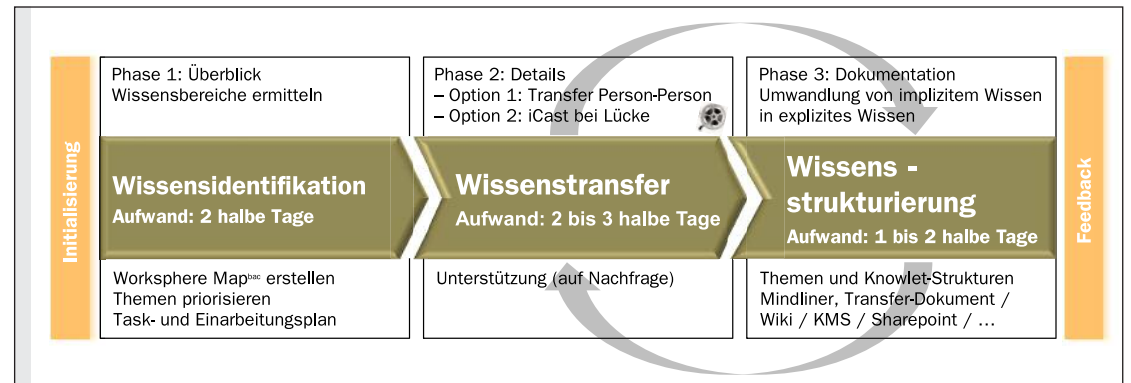 Initialisierung
Phase 1: Überblick
Wissensbereiche ermitteln
Wissensidentifikation
Aufwand: 2 halbe Tage
Worksphere Mapbac erstellen
Themen priorisieren
Task- und Einarbeitungsplan
Phase 2: Details
– Option 1: Transfer Person-Person
– Option 2: iCast bei Lücke
Wissenstransfer
Aufwand: 2 bis 3 halbe Tage
Unterstützung (auf Nachfrage)
Phase 3: Dokumentation
Umwandlung von implizitem Wissen
in explizites Wissen
Wissens -
strukturierung
Aufwand: 1 bis 2 halbe Tage
Themen und Knowlet-Strukturen
Mindliner, Transfer-Dokument /
Wiki / KMS / Sharepoint / …
Feedback